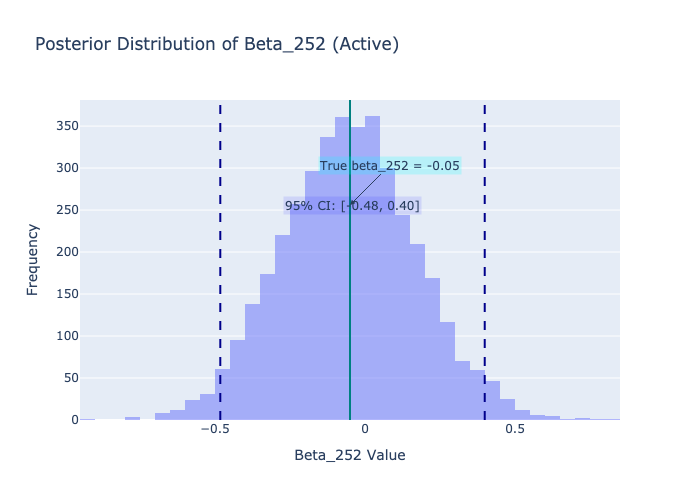 Posterior Distribution of Beta_252 (Active)
350
300
250
200
150
100
50
0
Frequency
True beta_252 = -0.05
95% CI: [-0.48, 0.40]
−0.5
0
0.5
Beta_252 Value